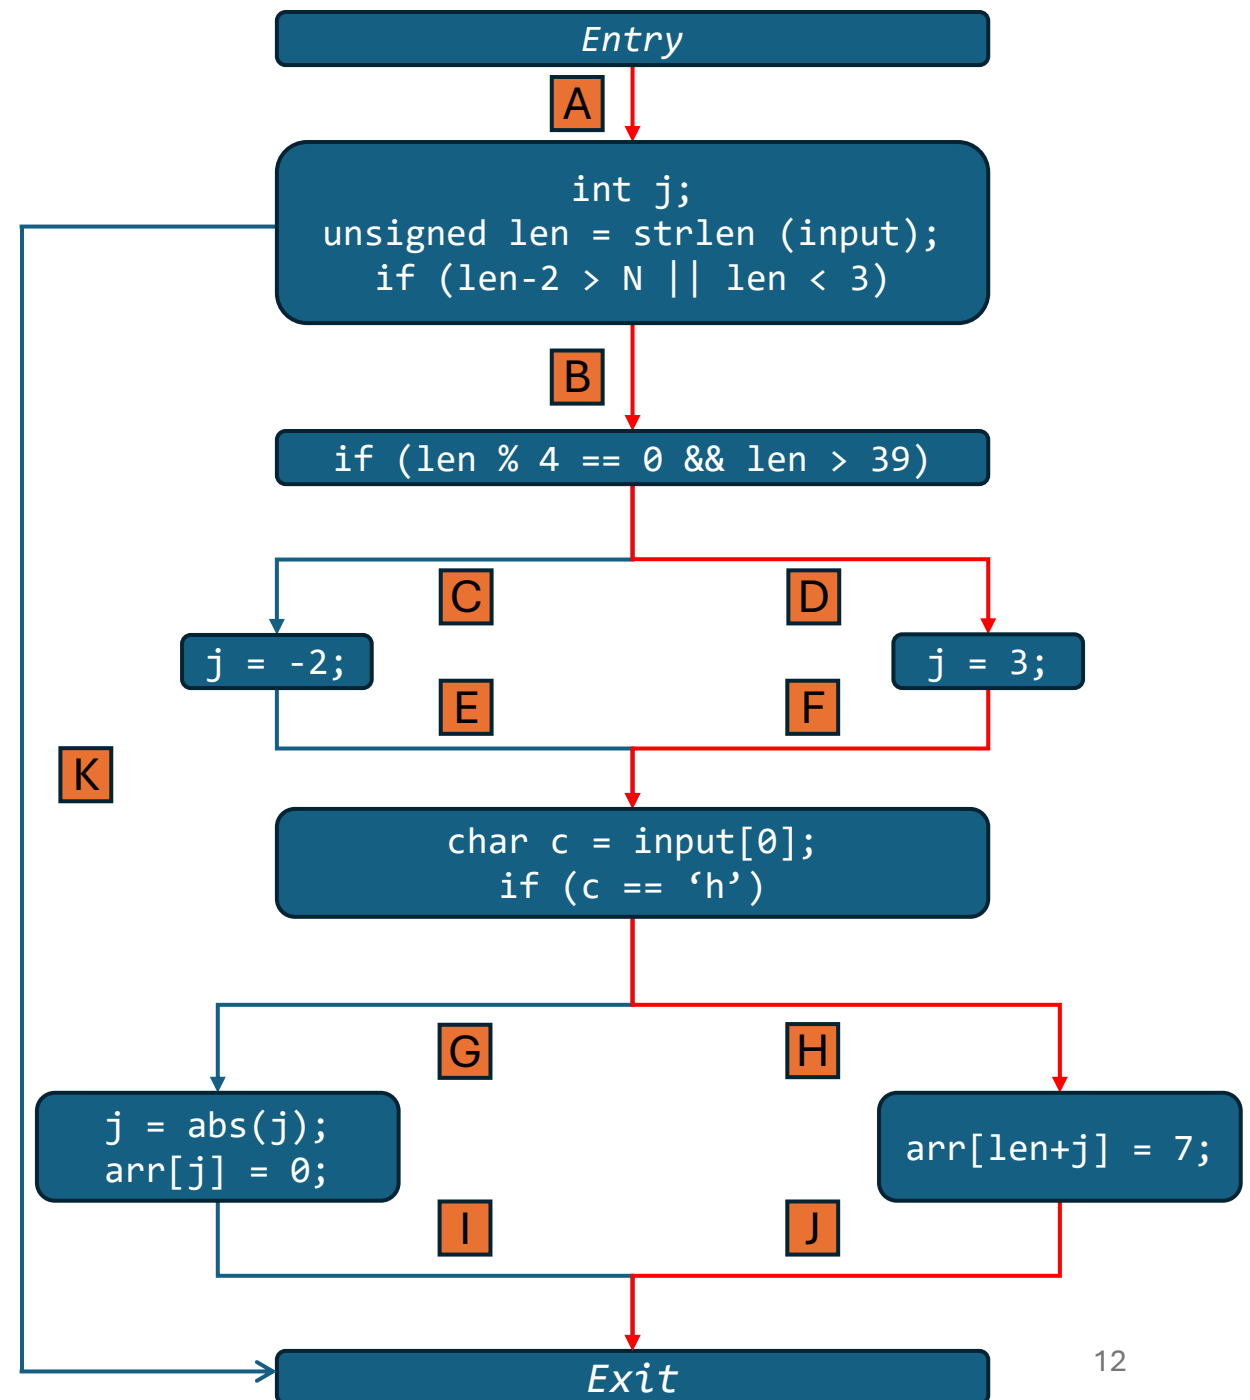 Entry
A
int j;
unsigned len = strlen (input);
if (len-2 > N || len < 3)
B
if (len % 4 == 0 && len > 39)
C
D
j = -2;
j = 3;
E
F
K
char c = input[0];
if (c == ‘h’)
G
H
j = abs(j);
arr[j] = 0;
arr[len+j] = 7;
I
J
Exit
12